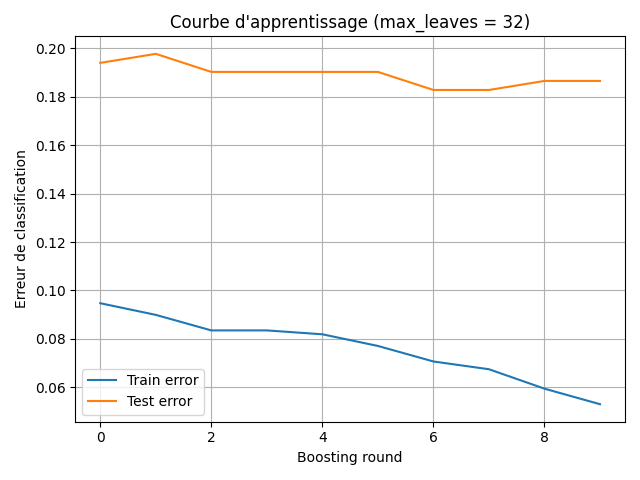 Courbe d'apprentissage (max_leaves = 32)
Erreur de classification
0.20
0.18
0.16
0.14
0.12
0.10
0.08
0.06
Train error
Test error
0 2 4 6 8
Boosting round